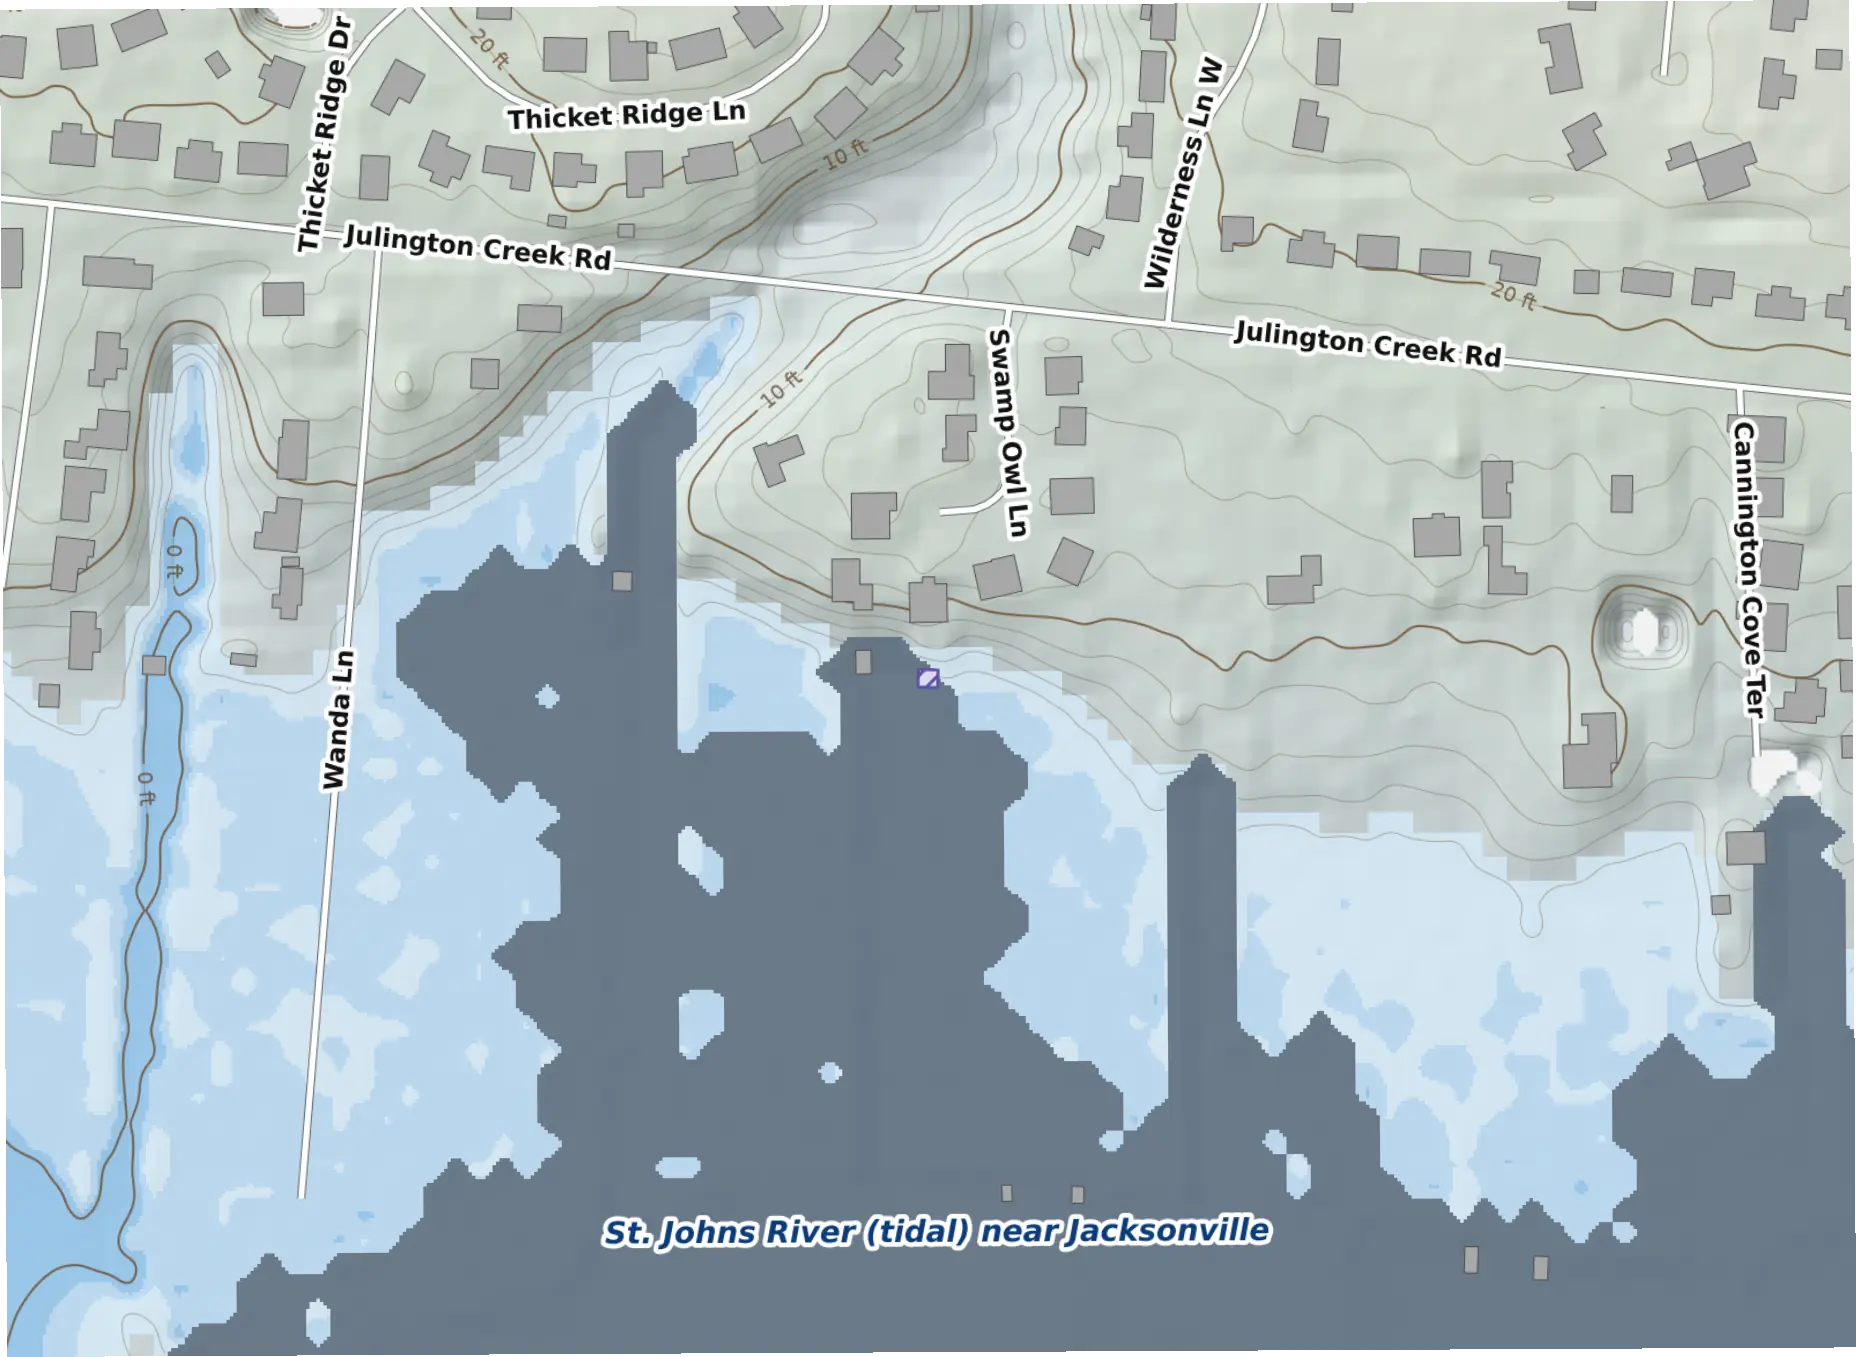 Thicket Ridge Dr
20 ft
Thicket Ridge Ln
10 ft
Wilderness Ln W
Julington Creek Rd
20 ft
Julington Creek Rd
Swamp Owl Ln
10 ft
Cannington Cove Ter
0 ft
Wanda Ln
0 ft
St. Johns River (tidal) near Jacksonville